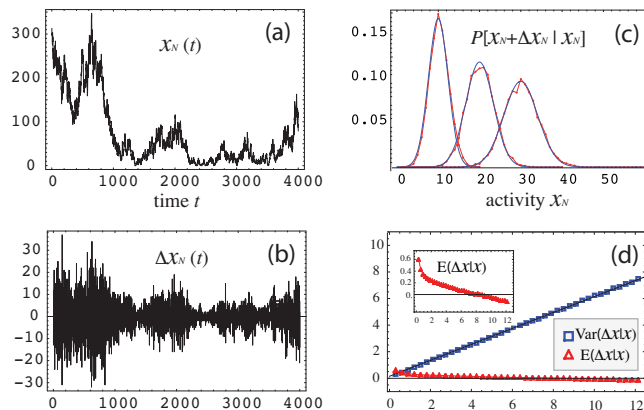 (a)
x_N (t)
300
200
100
0
0 1000 2000 3000 4000
time t
(c)
P[x_N+Δx_N | x_N]
0.15
0.10
0.05
0 10 20 30 40 50
activity x_N
(b)
Δx_N (t)
30
20
10
0
-10
-20
-30
0 1000 2000 3000 4000
(d)
10
8
6
4
2
0
0 2 4 6 8 10 12
E(Δx|x)
0.6
0.4
0.2
0
0 2 4 6 8 10 12
Var(Δx|x)
E(Δx|x)